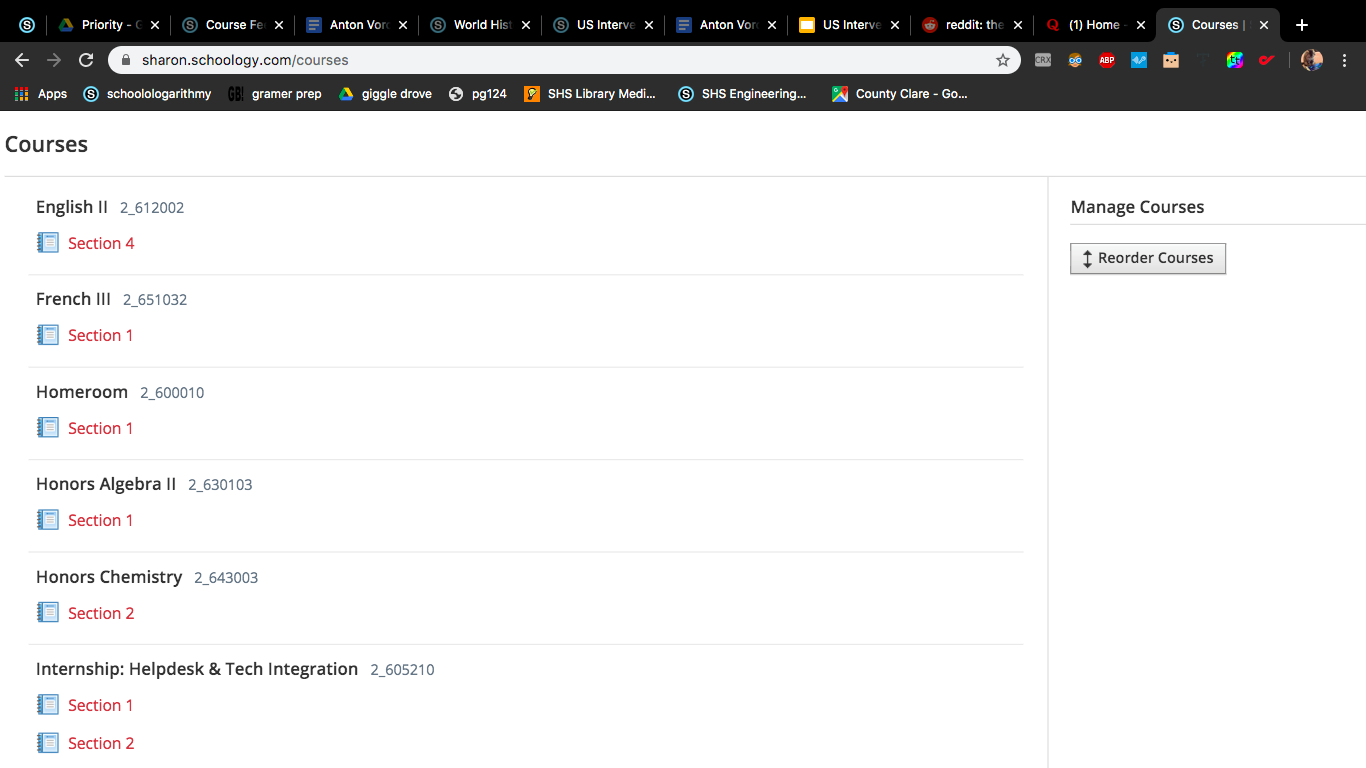 Priority - G
Course Fe
Anton Vor
World Hist
US Interve
Anton Vor
US Interve
reddit: the
(1) Home -
Courses |
sharon.schoology.com/courses
CRX
ABP
Apps
schoolologarithmy
GB!
gramer prep
giggle drove
pg124
SHS Library Medi...
SHS Engineering...
County Clare - Go...
Courses
English II 2_612002
Section 4
French III 2_651032
Section 1
Homeroom 2_600010
Section 1
Honors Algebra II 2_630103
Section 1
Honors Chemistry 2_643003
Section 2
Internship: Helpdesk & Tech Integration 2_605210
Section 1
Section 2
Manage Courses
Reorder Courses